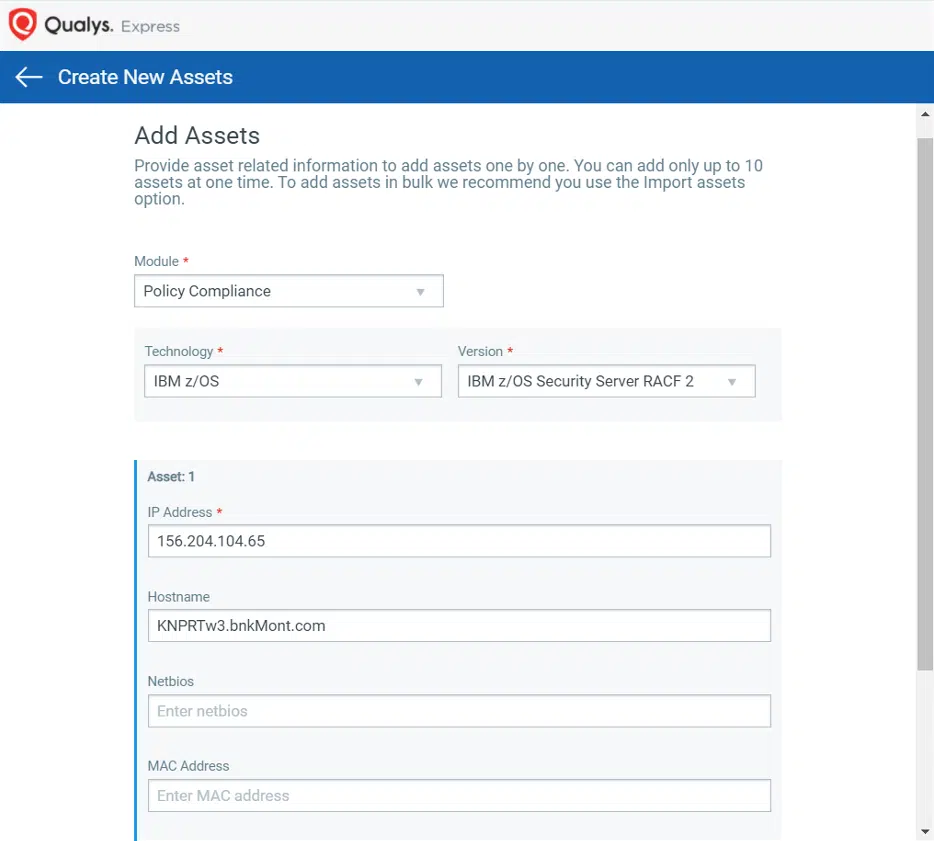 Qualys. Express
Create New Assets
Add Assets
Provide asset related information to add assets one by one. You can add only up to 10
assets at one time. To add assets in bulk we recommend you use the Import assets
option.
Module *
Policy Compliance
Technology * Version *
IBM z/OS IBM z/OS Security Server RACF 2
Asset: 1
IP Address *
156.204.104.65
Hostname
KNPRTw3.bnkMont.com
Netbios
Enter netbios
MAC Address
Enter MAC address